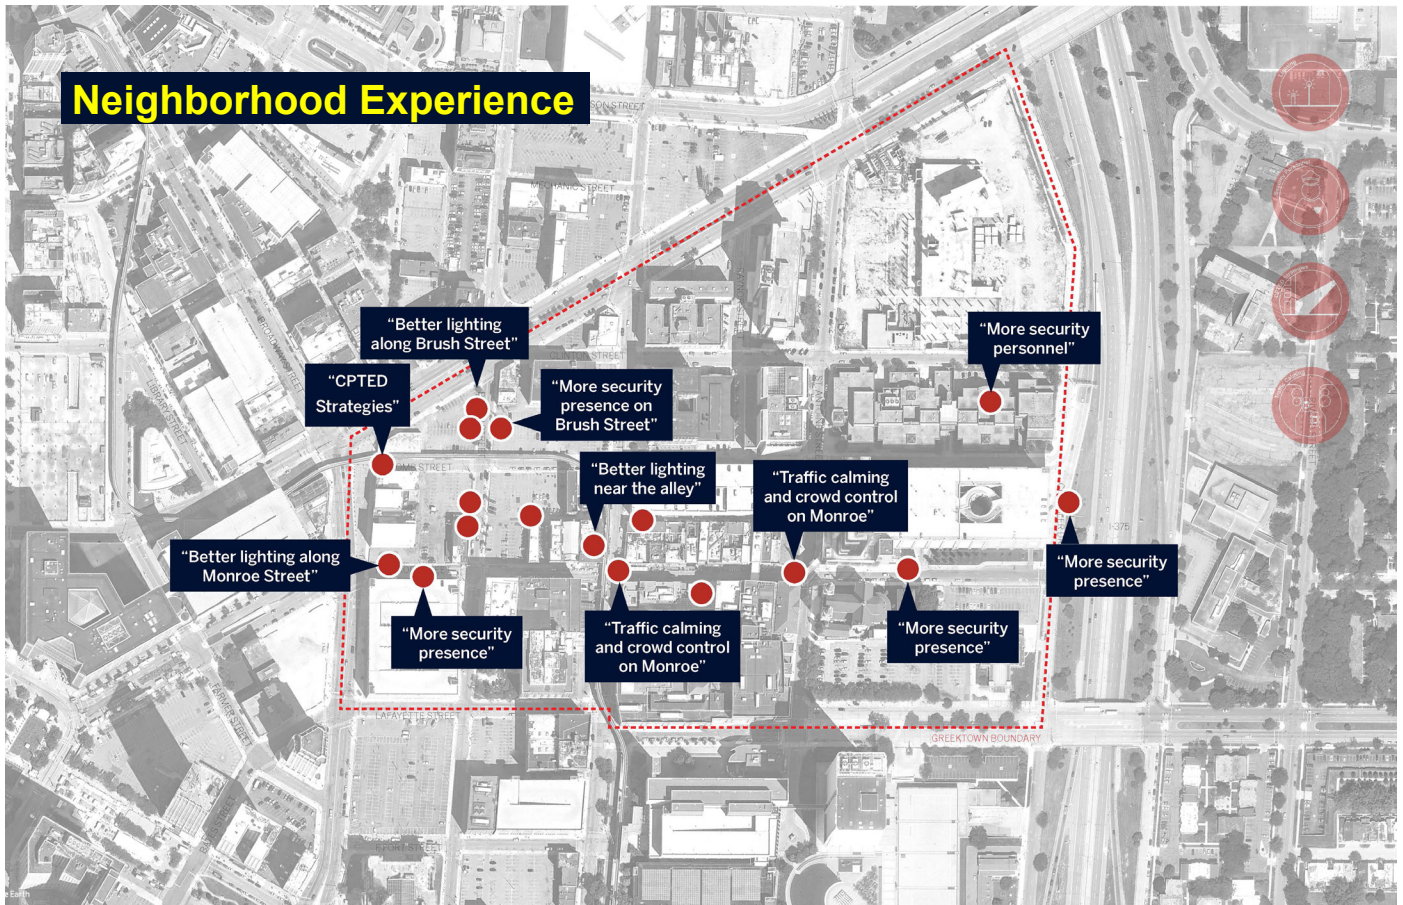 Neighborhood Experience
MECHANIC STREET
“Better lighting
along Brush Street”
CLINTON STREET
“More security
personnel”
“CPTED
Strategies”
“More security
presence on
Brush Street”
“Better lighting
near the alley”
“Traffic calming
and crowd control
on Monroe”
I-375
“Better lighting along
Monroe Street”
“More security
presence”
“More security
presence”
“Traffic calming
and crowd control
on Monroe”
“More security
presence”
LAFAYETTE STREET
GREEKTOWN BOUNDARY